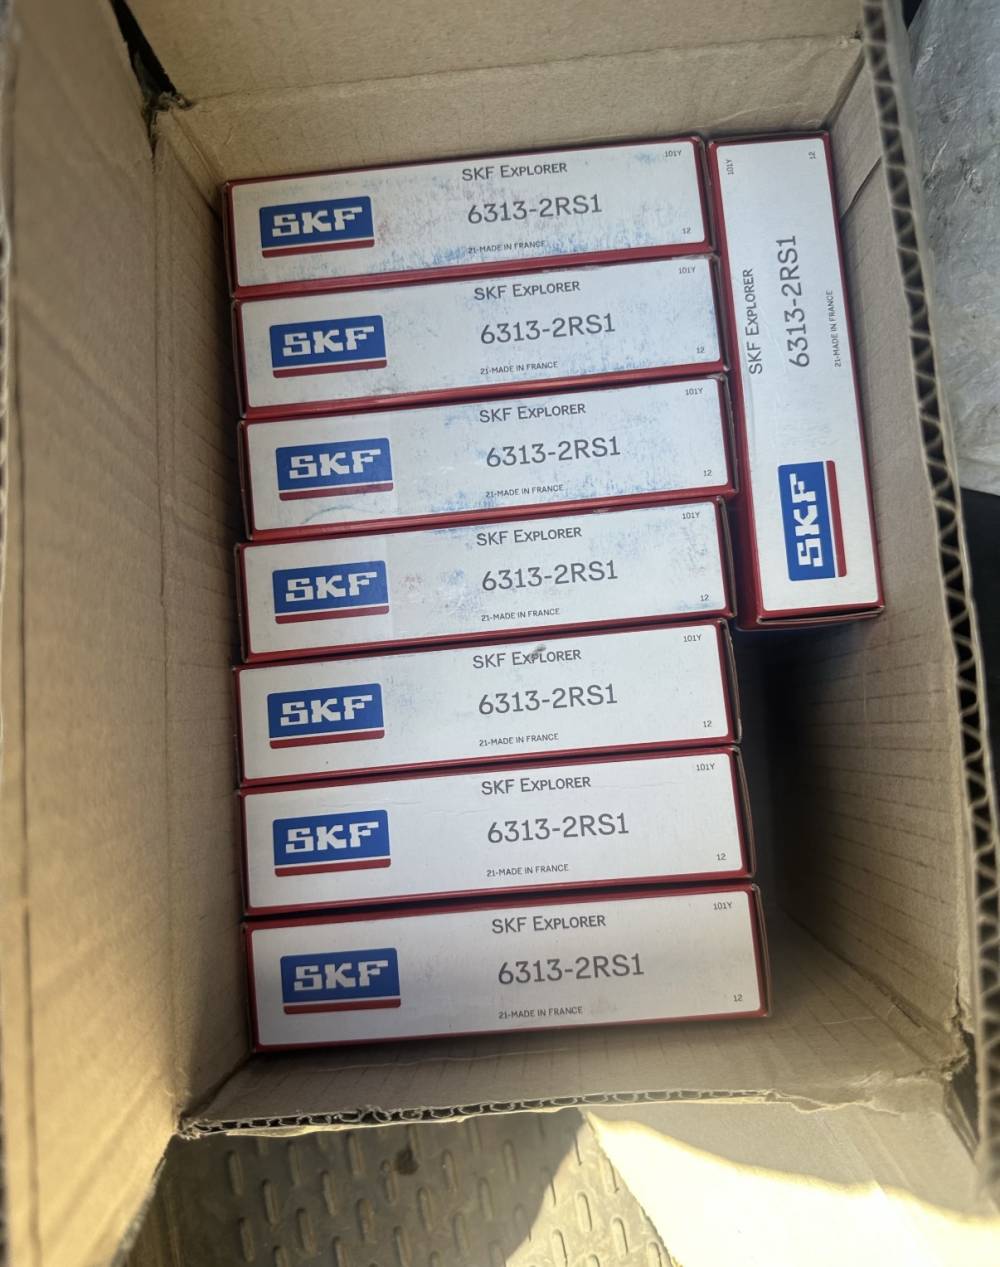 SKF EXPLORER
101Y
SKF
6313-2RS1
21-MADE IN FRANCE
12
SKF EXPLORER
101Y
SKF
6313-2RS1
21-MADE IN FRANCE
12
SKF EXPLORER
101Y
SKF
6313-2RS1
21-MADE IN FRANCE
12
SKF EXPLORER
101Y
SKF
6313-2RS1
21-MADE IN FRANCE
12
SKF EXPLORER
101Y
SKF
6313-2RS1
21-MADE IN FRANCE
12
SKF EXPLORER
101Y
SKF
6313-2RS1
21-MADE IN FRANCE
12
SKF EXPLORER
101Y
SKF
6313-2RS1
21-MADE IN FRANCE
12
SKF EXPLORER
101Y
SKF
6313-2RS1
21-MADE IN FRANCE
12